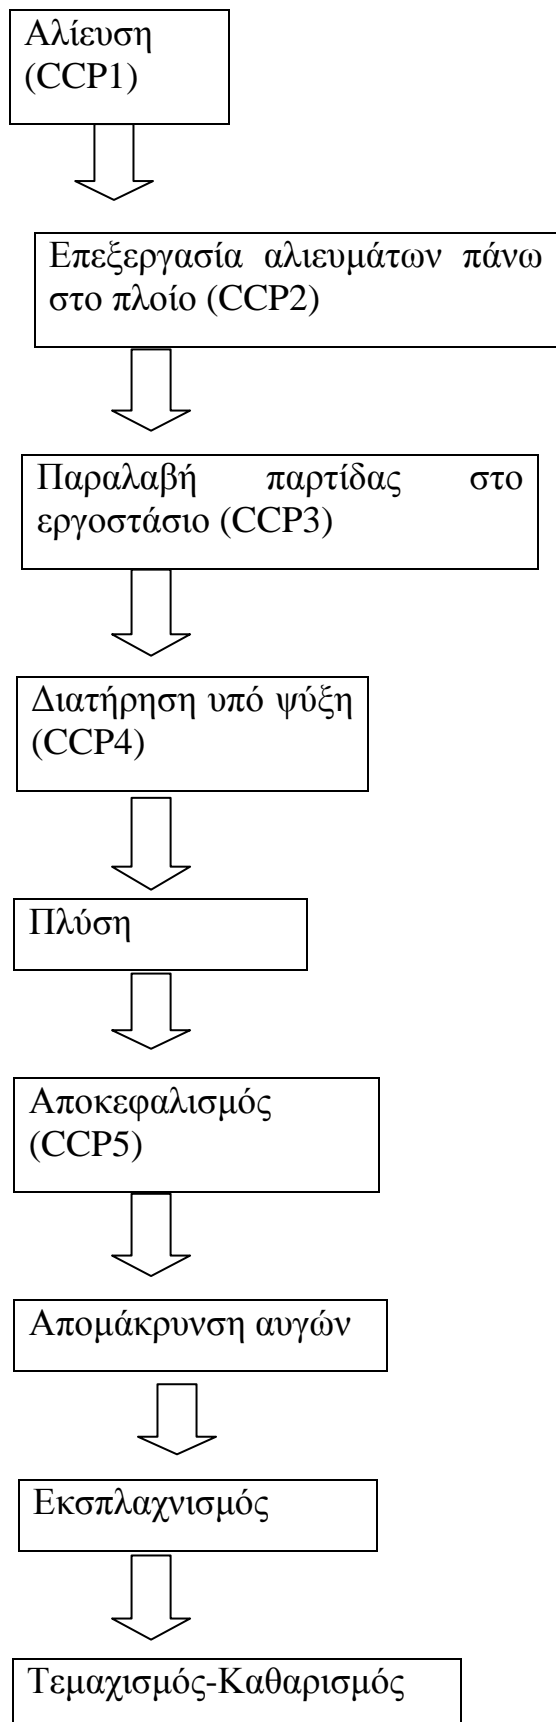 Αλίευση
(CCP1)
Επεξεργασία αλιευμάτων πάνω
στο πλοίο (CCP2)
Παραλαβή παρτίδας στο
εργοστάσιο (CCP3)
Διατήρηση υπό ψύξη
(CCP4)
Πλύση
Αποκεφαλισμός
(CCP5)
Απομάκρυνση αυγών
Εκσπλαχνισμός
Τεμαχισμός-Καθαρισμός